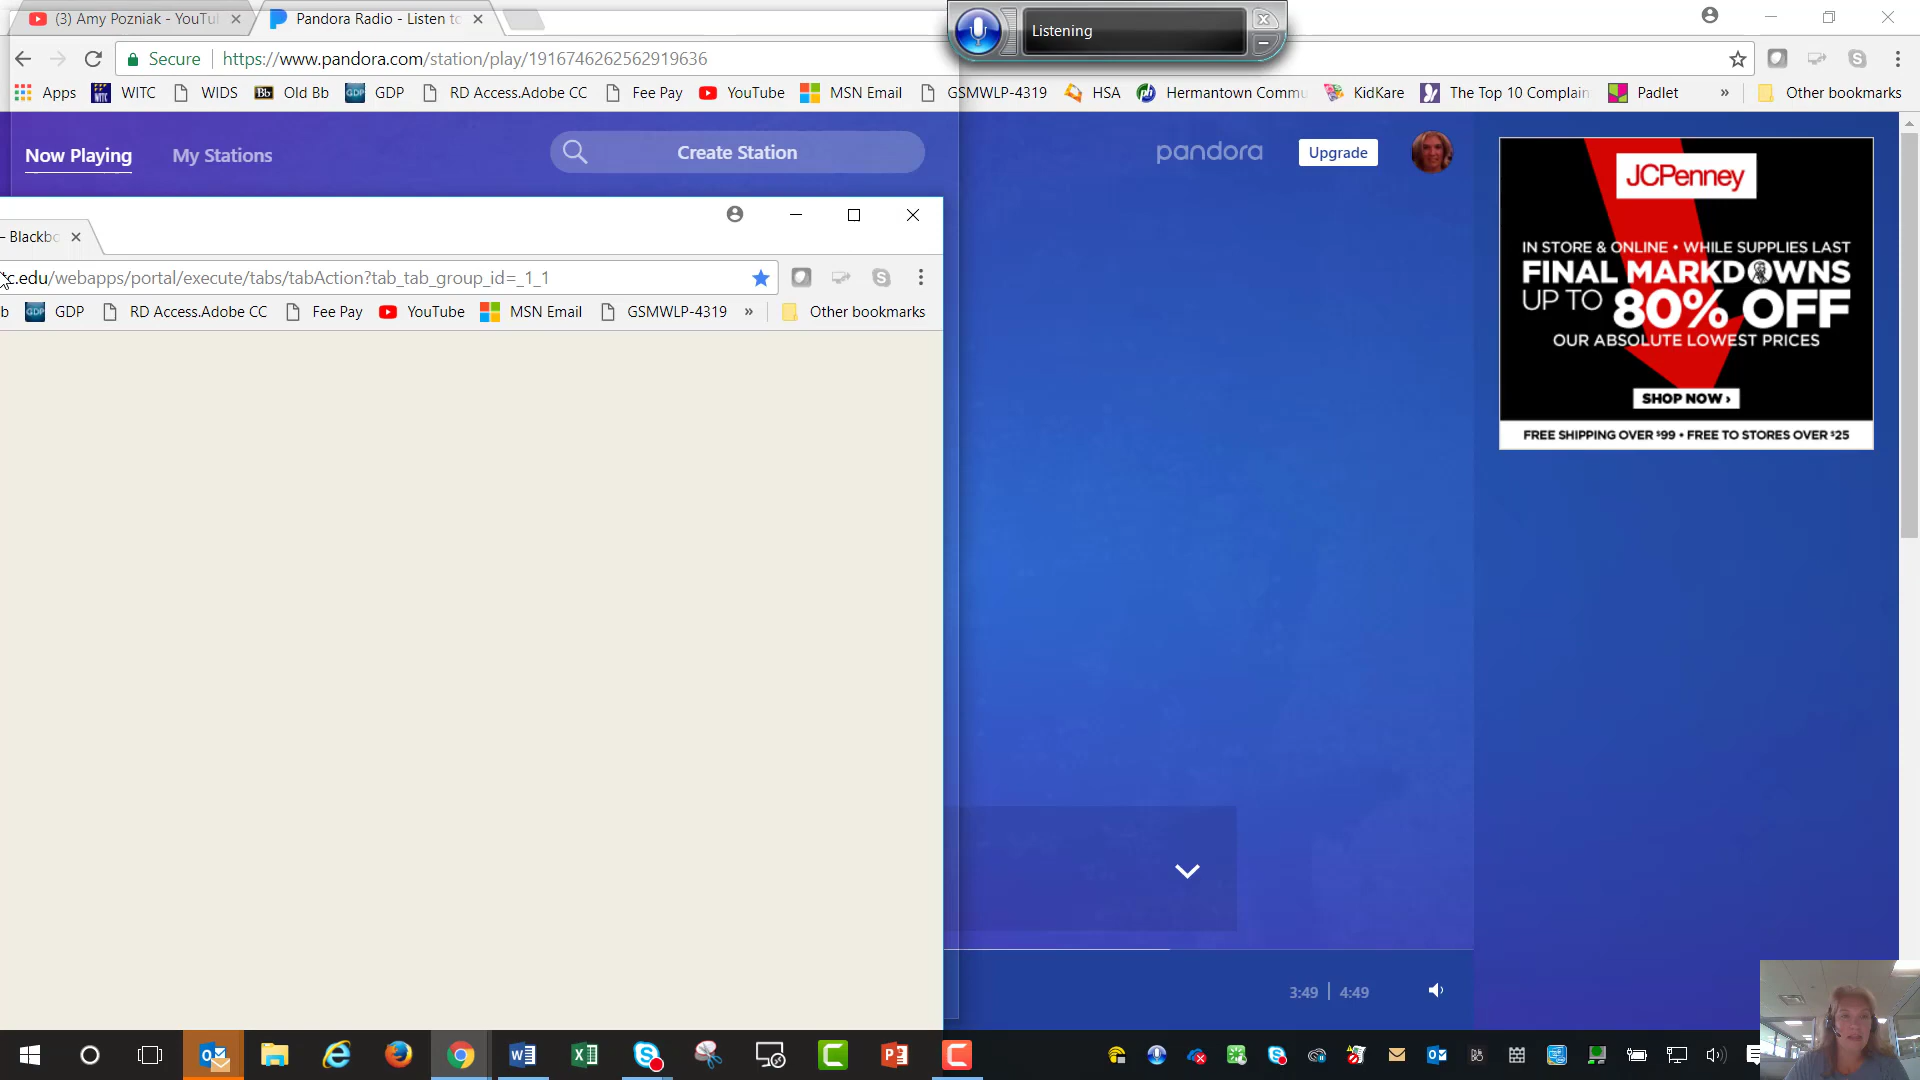 (3) Amy Pozniak - YouTu
Pandora Radio - Listen to
Listening
Secure
https://www.pandora.com/station/play/1916746262562919636
Apps
WITC
WIDS
Old Bb
GDP
RD Access.Adobe CC
Fee Pay
YouTube
MSN Email
GSMWLP-4319
HSA
Hermantown Commu
KidKare
The Top 10 Complain
Padlet
»
Other bookmarks
Now Playing
My Stations
Create Station
pandora
Upgrade
– Blackbo
tc.edu/webapps/portal/execute/tabs/tabAction?tab_tab_group_id=_1_1
b
GDP
RD Access.Adobe CC
Fee Pay
YouTube
MSN Email
GSMWLP-4319
»
Other bookmarks
JCPenney
IN STORE & ONLINE • WHILE SUPPLIES LAST
FINAL MARKDOWNS
UP TO 80% OFF
OUR ABSOLUTE LOWEST PRICES
SHOP NOW ›
FREE SHIPPING OVER $99 • FREE TO STORES OVER $25
3:49 | 4:49